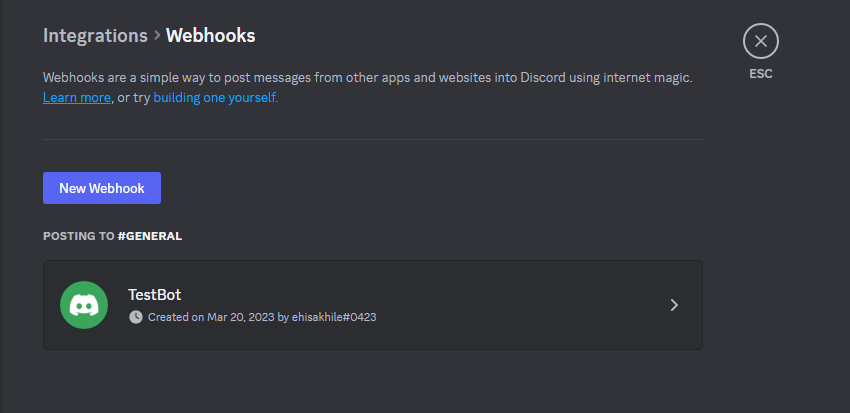 Integrations > Webhooks
ESC
Webhooks are a simple way to post messages from other apps and websites into Discord using internet magic.
Learn more, or try building one yourself.
New Webhook
POSTING TO #GENERAL
TestBot
Created on Mar 20, 2023 by ehisakhile#0423